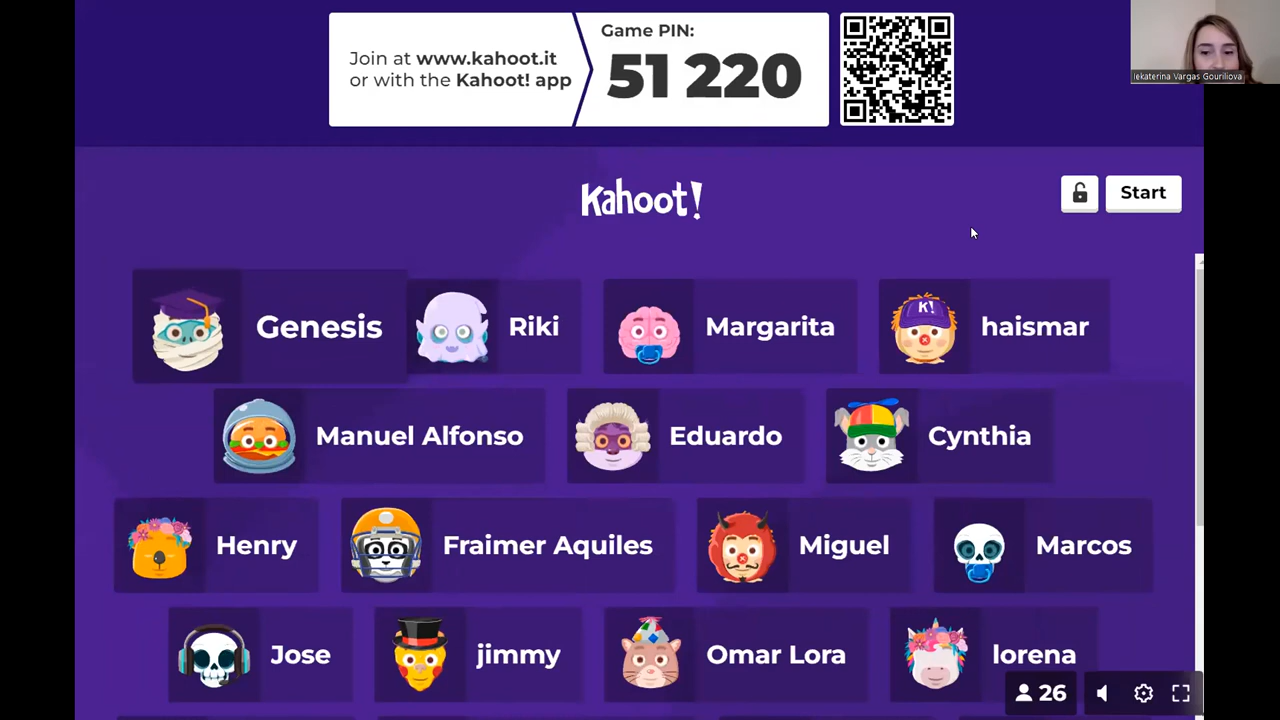 Join at www.kahoot.it
or with the Kahoot! app
Game PIN:
51 220
Iekaterina Vargas Gouriliova
Kahoot!
Start
Genesis
Riki
Margarita
K!
haismar
Manuel Alfonso
Eduardo
Cynthia
Henry
Fraimer Aquiles
Miguel
Marcos
Jose
jimmy
Omar Lora
lorena
26